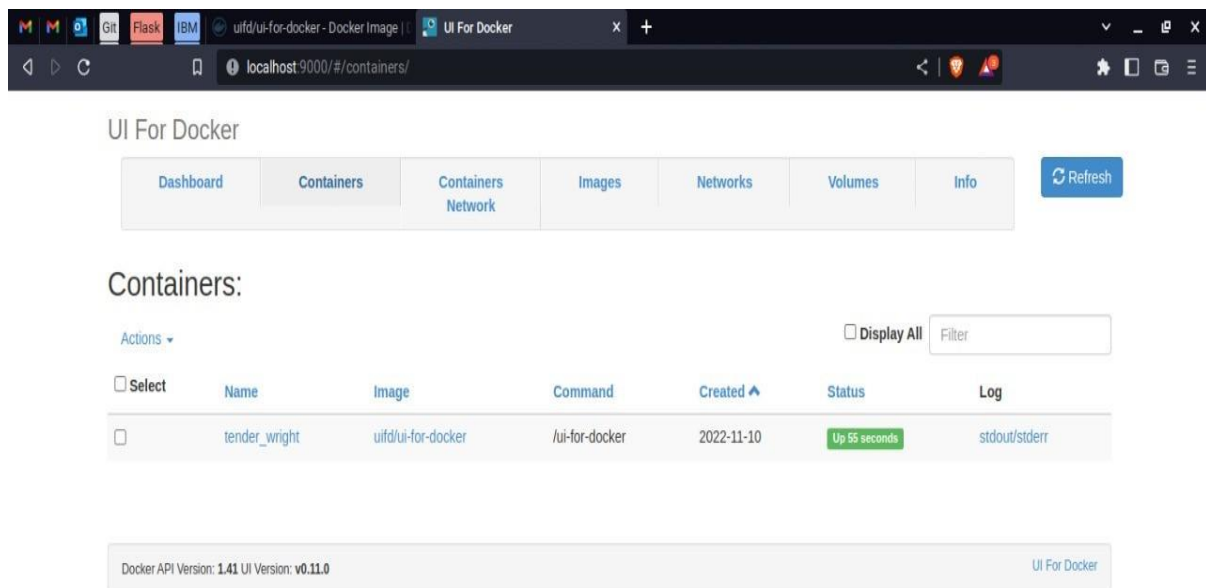 M M Git Flask IBM uifd/ui-for-docker - Docker Image | UI For Docker x +
localhost:9000/#/containers/
UI For Docker
Dashboard Containers Containers Network Images Networks Volumes Info Refresh
Containers:
Actions Display All Filter
Select Name Image Command Created Status Log
tender_wright uifd/ui-for-docker /ui-for-docker 2022-11-10 Up 55 seconds stdout/stderr
Docker API Version: 1.41 UI Version: v0.11.0 UI For Docker